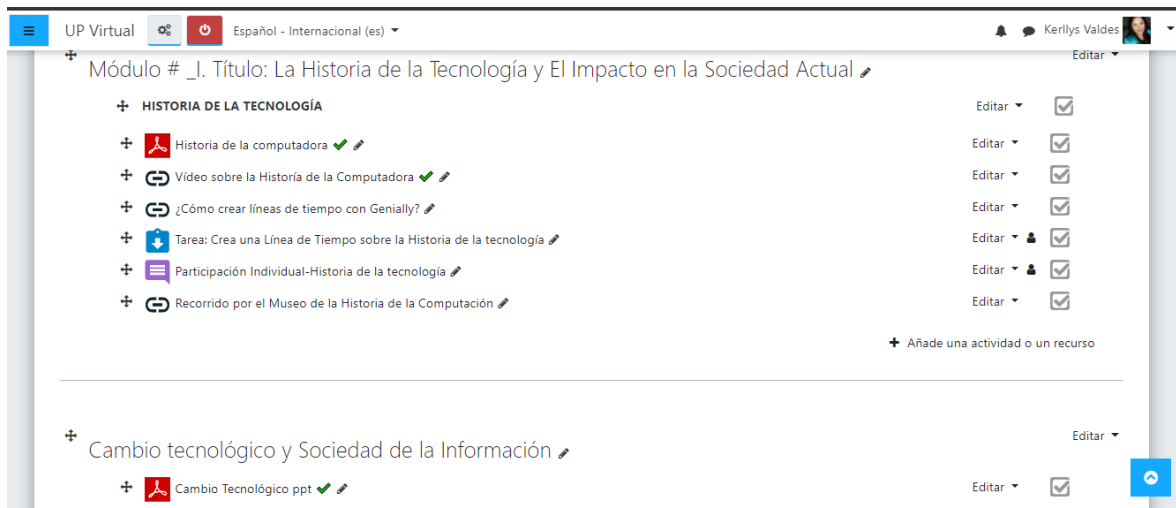 UP Virtual Español - Internacional (es) Kerllys Valdes
Editar
Módulo # _I. Título: La Historia de la Tecnología y El Impacto en la Sociedad Actual
HISTORIA DE LA TECNOLOGÍA Editar
Historia de la computadora Editar
Vídeo sobre la Historía de la Computadora Editar
¿Cómo crear líneas de tiempo con Genially? Editar
Tarea: Crea una Línea de Tiempo sobre la Historia de la tecnología Editar
Participación Individual-Historia de la tecnología Editar
Recorrido por el Museo de la Historia de la Computación Editar
+ Añade una actividad o un recurso
Editar
Cambio tecnológico y Sociedad de la Información
Cambio Tecnológico ppt Editar